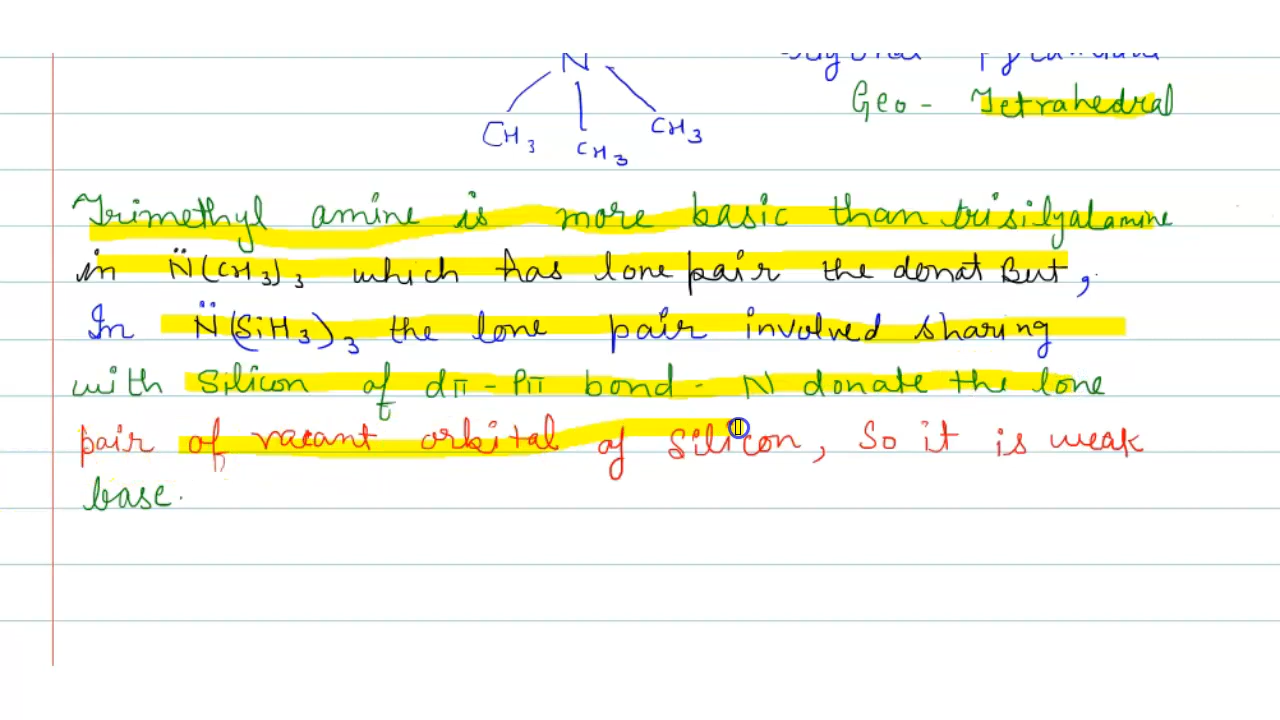 N
Geo - Tetrahedral
CH3 CH3 CH3
Trimethyl amine is more basic than trisilyalamine
in N̈(CH3)3 which has lone pair the donat But,
In N̈(SiH3)3 the lone pair involved sharing
with Silicon of dπ - Pπ bond - N donate the lone
pair of vacant orbital of Silicon, So it is weak
base.